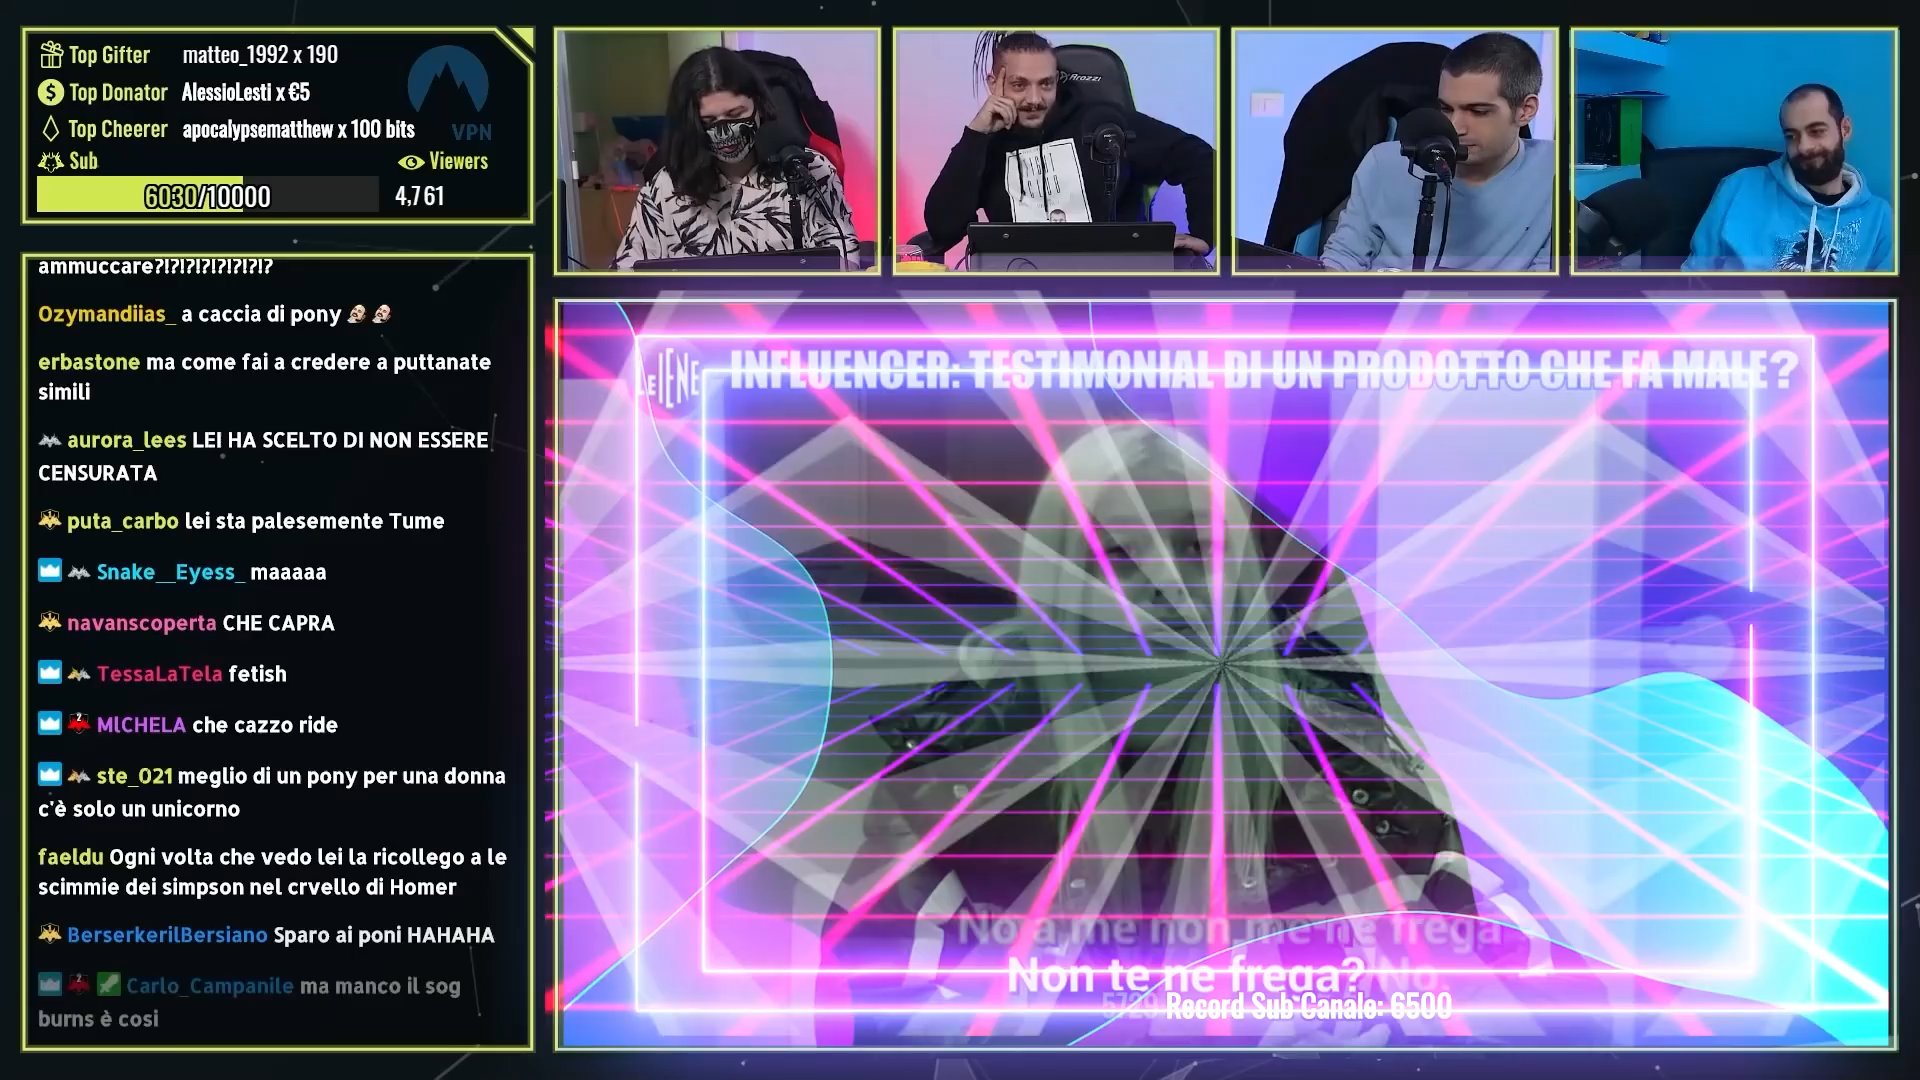 Top Gifter matteo_1992 x 190
Top Donator AlessioLesti x €5
Top Cheerer apocalypsematthew x 100 bits
VPN
Sub
Viewers
6030/10000
4,761
ammuccare?!?!?!?!?!?!?!?
Ozymandiias_ a caccia di pony
erbastone ma come fai a credere a puttanate
simili
aurora_lees LEI HA SCELTO DI NON ESSERE
CENSURATA
puta_carbo lei sta palesemente Tume
Snake__Eyess_ maaaaa
navanscoperta CHE CAPRA
TessaLaTela fetish
MlCHELA che cazzo ride
ste_021 meglio di un pony per una donna
c'è solo un unicorno
faeldu Ogni volta che vedo lei la ricollego a le
scimmie dei simpson nel crvello di Homer
BerserkerilBersiano Sparo ai poni HAHAHA
Carlo_Campanile ma manco il sog
burns è cosi
Arozzi
LE IENE
INFLUENCER: TESTIMONIAL DI UN PRODOTTO CHE FA MALE?
No a me non me ne frega
Non te ne frega? No.
Record Sub Canale: 6500